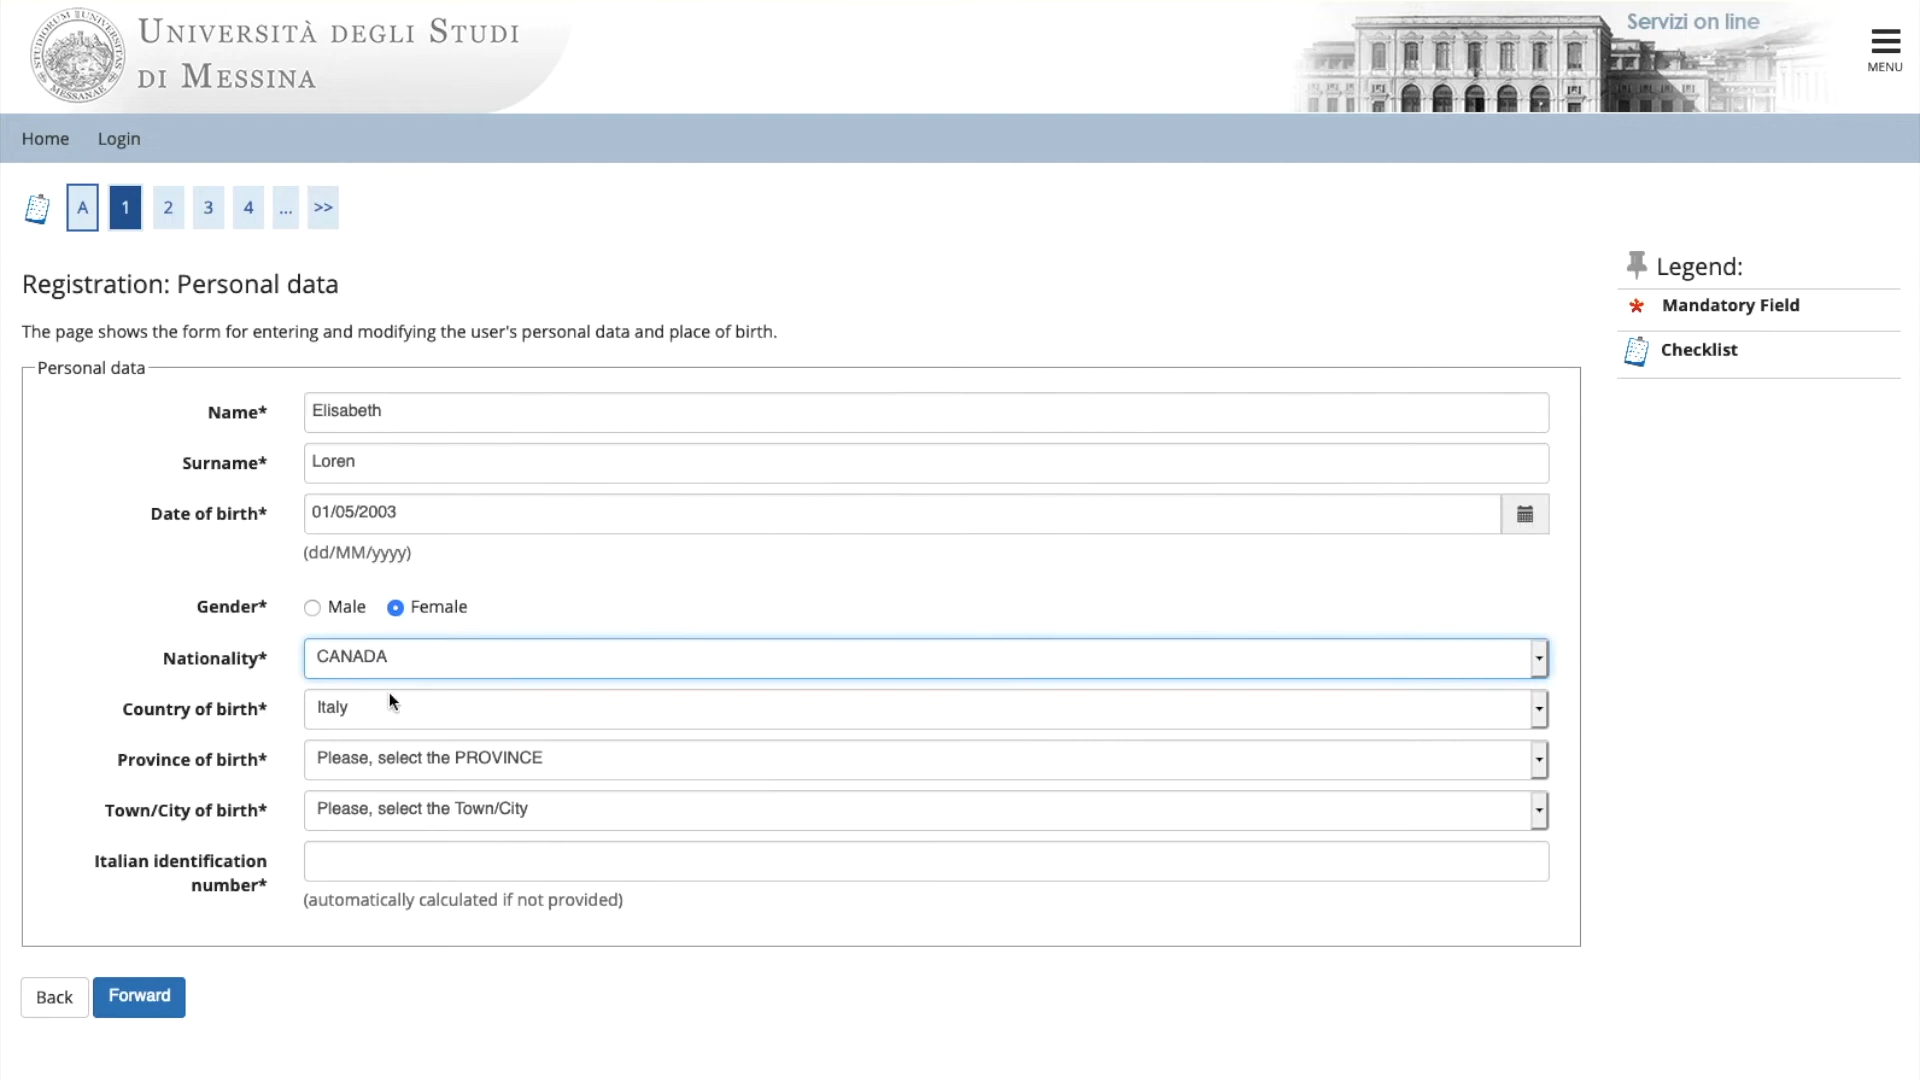 UNIVERSITÀ DEGLI STUDI
DI MESSINA
Servizi on line
MENU
Home Login
A 1 2 3 4 ... >>
Registration: Personal data
The page shows the form for entering and modifying the user's personal data and place of birth.
Personal data
Name* Elisabeth
Surname* Loren
Date of birth* 01/05/2003
(dd/MM/yyyy)
Gender* Male Female
Nationality* CANADA
Country of birth* Italy
Province of birth* Please, select the PROVINCE
Town/City of birth* Please, select the Town/City
Italian identification
number*
(automatically calculated if not provided)
Back Forward
Legend:
* Mandatory Field
Checklist